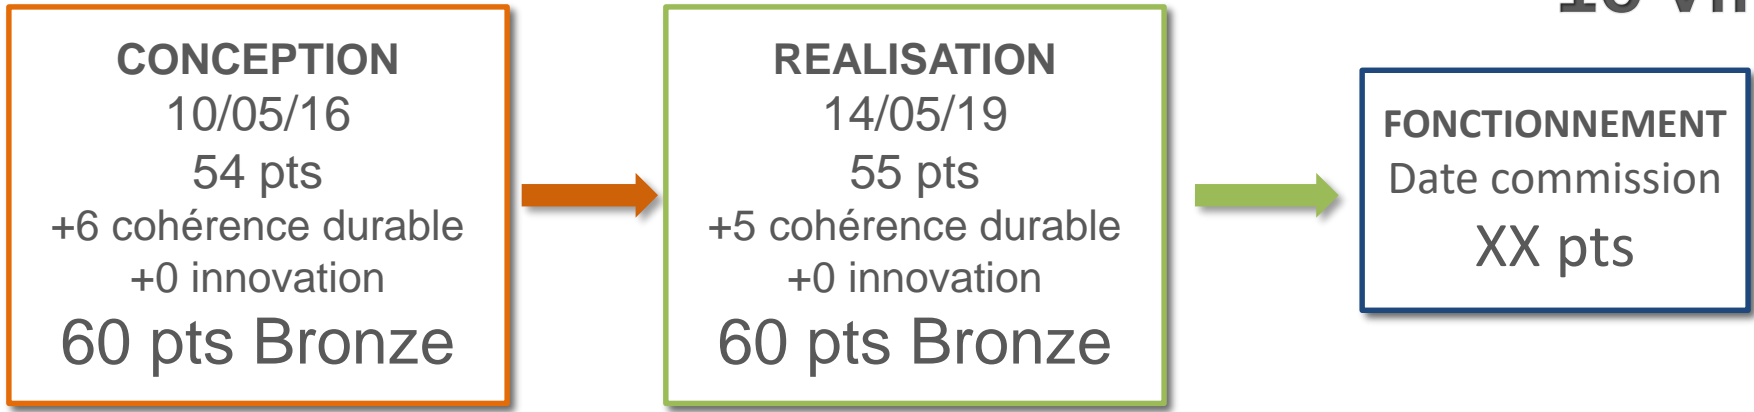 CONCEPTION
10/05/16
54 pts
+6 cohérence durable
+0 innovation
60 pts Bronze
REALISATION
14/05/19
55 pts
+5 cohérence durable
+0 innovation
60 pts Bronze
FONCTIONNEMENT
Date commission
XX pts